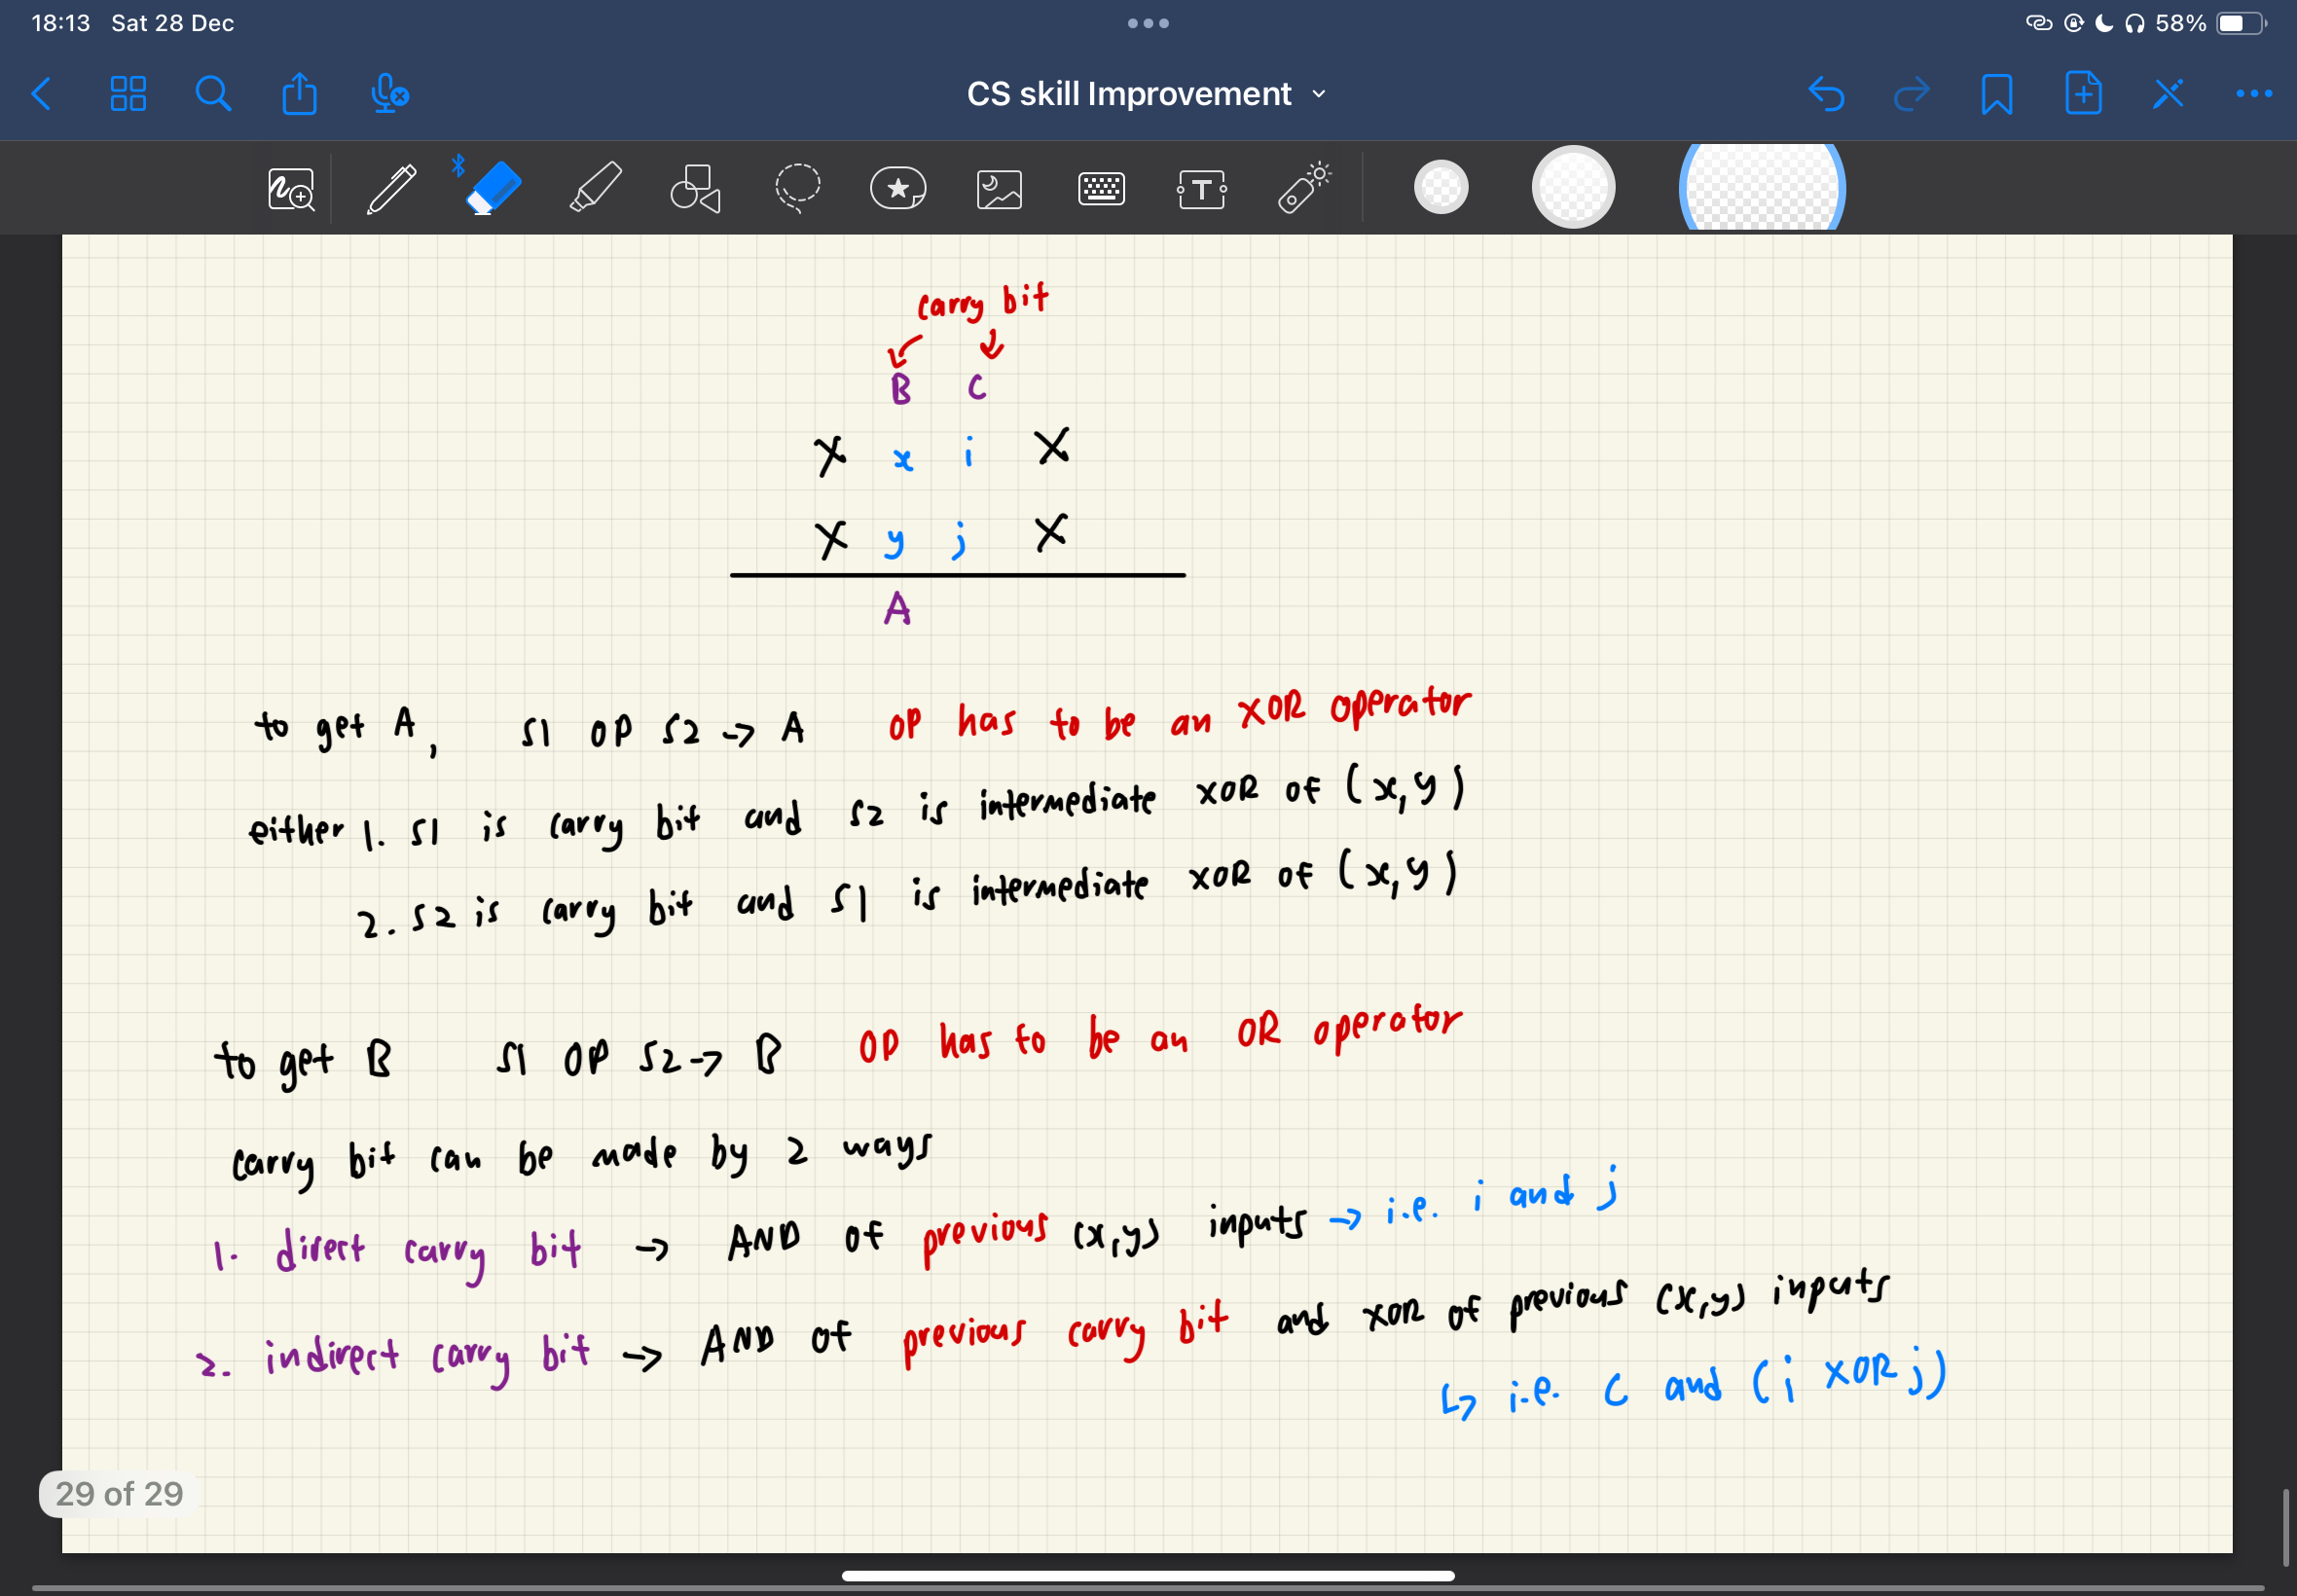 18:13 Sat 28 Dec 58%
CS skill Improvement
T
carry bit
B C
X x i X
X y j X
A
to get A, S1 OP S2 → A OP has to be an XOR operator
either 1. S1 is carry bit and S2 is intermediate XOR of (x,y)
2. S2 is carry bit and S1 is intermediate XOR of (x,y)
to get B S1 OP S2 → B OP has to be an OR operator
carry bit can be made by 2 ways
1. direct carry bit → AND of previous (x,y) inputs → i.e. i and j
2. indirect carry bit → AND of previous carry bit and XOR of previous (x,y) inputs
↳ i.e. C and (i XOR j)
29 of 29